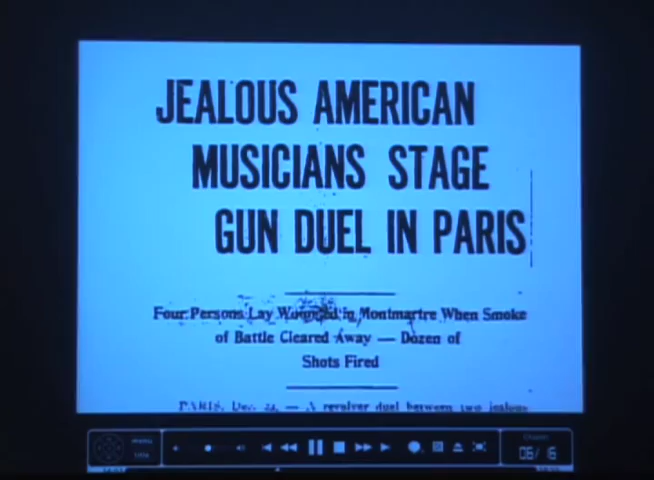 JEALOUS AMERICAN
MUSICIANS STAGE
GUN DUEL IN PARIS
Four Persons Lay Wounded in Montmartre When Smoke
of Battle Cleared Away — Dozen of
Shots Fired
PARIS, Dec. — A revolver duel between two jealous
06/16